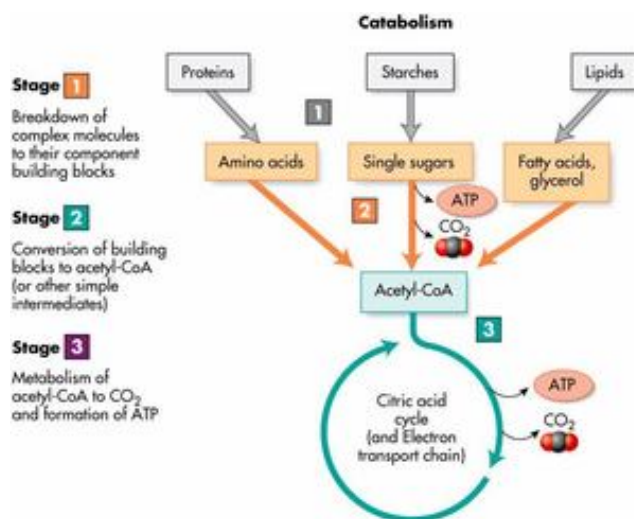 Catabolism
Proteins
Starches
Lipids
Stage 1
Breakdown of
complex molecules
to their component
building blocks
1
Amino acids
Single sugars
Fatty acids,
glycerol
2
ATP
CO₂
Stage 2
Conversion of building
blocks to acetyl-CoA
(or other simple
intermediates)
Acetyl-CoA
3
Stage 3
Metabolism of
acetyl-CoA to CO₂
and formation of ATP
Citric acid
cycle
(and Electron
transport chain)
ATP
CO₂